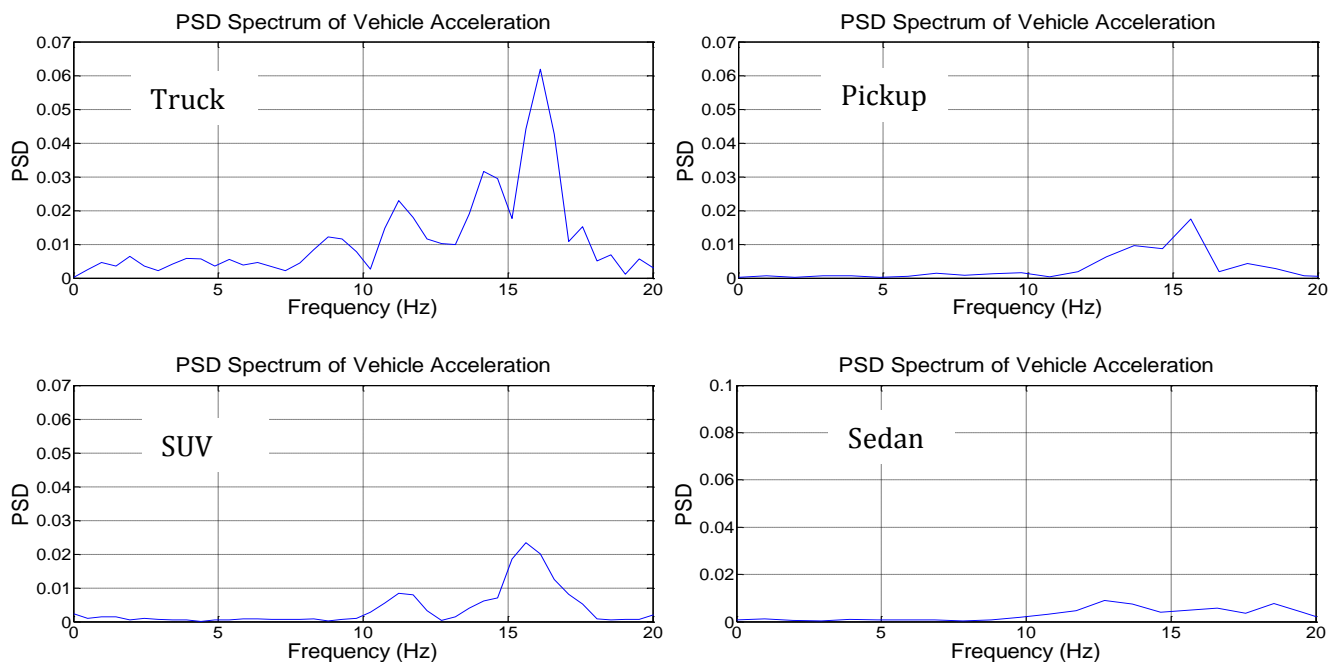 PSD Spectrum of Vehicle Acceleration
0.07
0.06
0.05
0.04
0.03
0.02
0.01
0
PSD
Truck
0 5 10 15 20
Frequency (Hz)
PSD Spectrum of Vehicle Acceleration
0.07
0.06
0.05
0.04
0.03
0.02
0.01
0
PSD
Pickup
0 5 10 15 20
Frequency (Hz)
PSD Spectrum of Vehicle Acceleration
0.07
0.06
0.05
0.04
0.03
0.02
0.01
0
PSD
SUV
0 5 10 15 20
Frequency (Hz)
PSD Spectrum of Vehicle Acceleration
0.1
0.08
0.06
0.04
0.02
0
PSD
Sedan
0 5 10 15 20
Frequency (Hz)